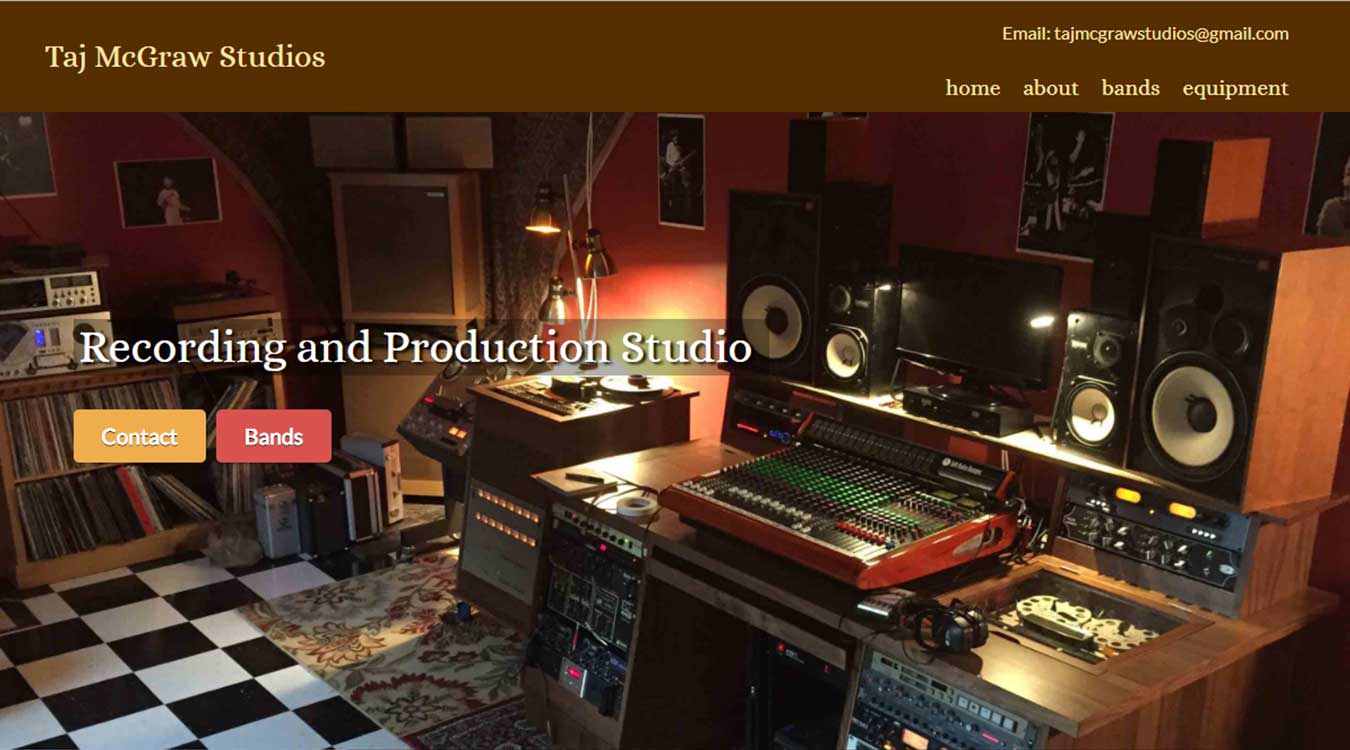 Taj McGraw Studios
Email: tajmcgrawstudios@gmail.com
home about bands equipment
Recording and Production Studio
Contact Bands